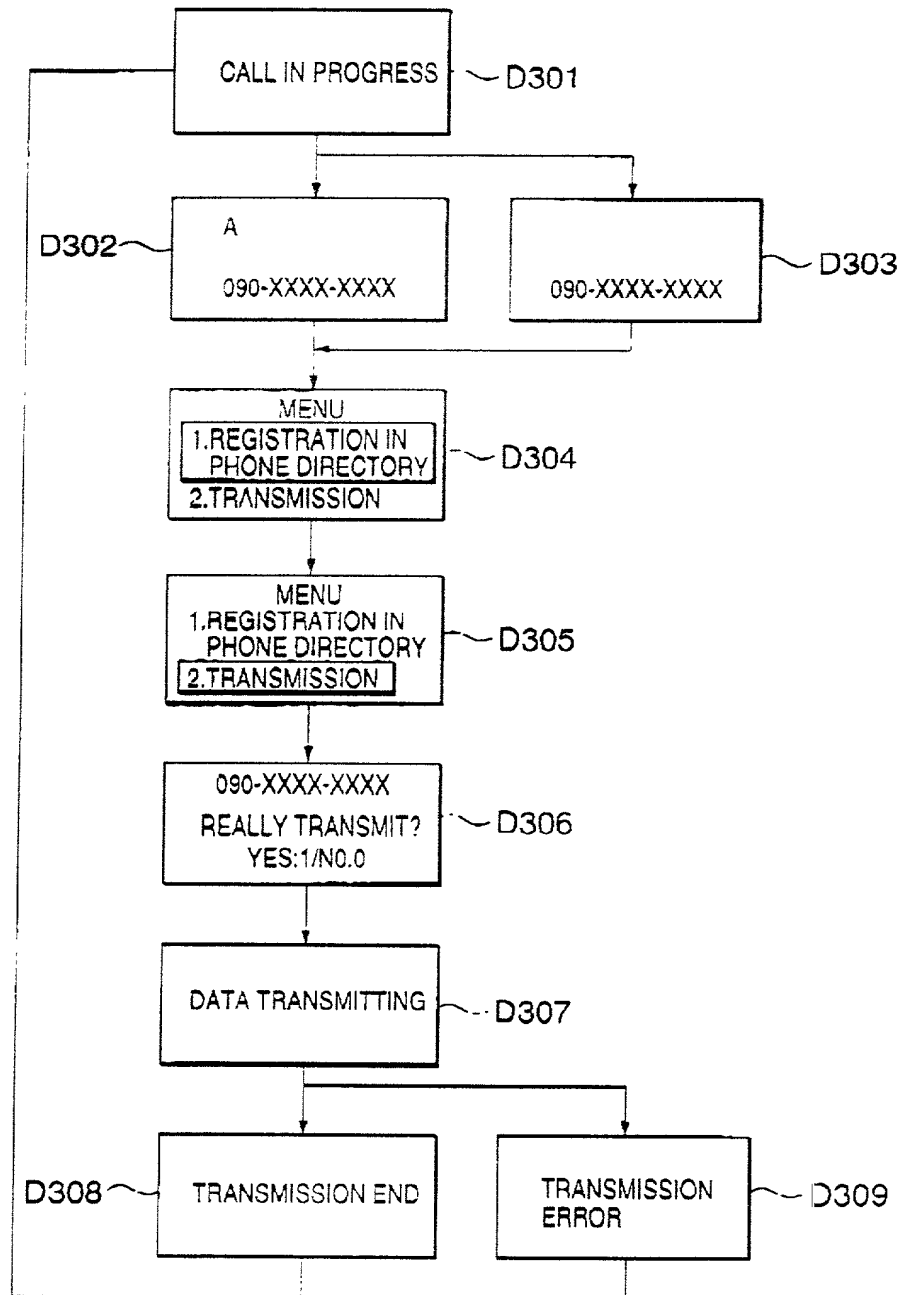 CALL IN PROGRESS
D301
A
090-XXXX-XXXX
D302
090-XXXX-XXXX
D303
MENU
1.REGISTRATION IN
PHONE DIRECTORY
2.TRANSMISSION
D304
MENU
1.REGISTRATION IN
PHONE DIRECTORY
2.TRANSMISSION
D305
090-XXXX-XXXX
REALLY TRANSMIT?
YES:1/N0.0
D306
DATA TRANSMITTING
D307
TRANSMISSION END
D308
TRANSMISSION
ERROR
D309